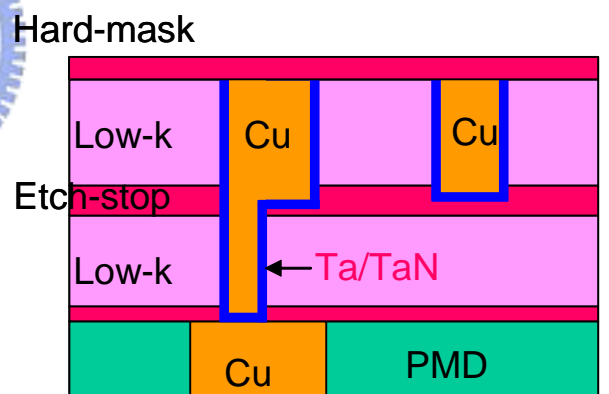 Hard-mask
Low-k
Cu
Cu
Etch-stop
Low-k
Ta/TaN
Cu
PMD